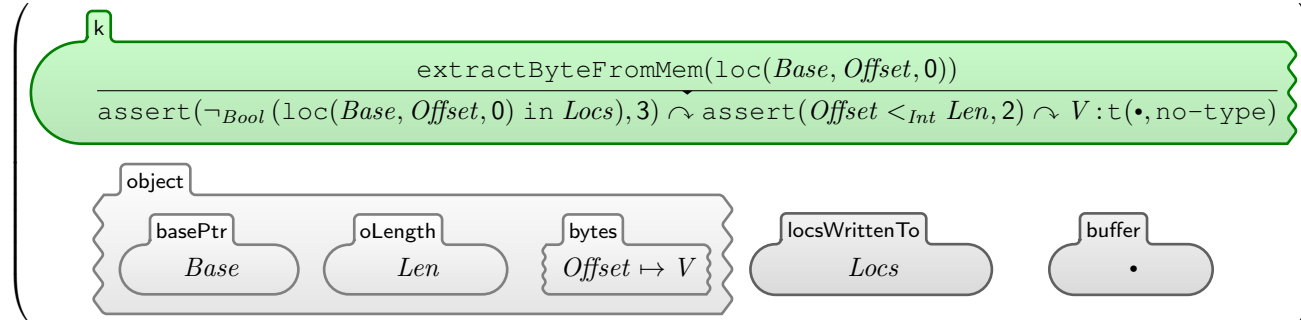 k
extractByteFromMem(loc(Base, Offset, 0))
assert(¬Bool (loc(Base, Offset, 0) in Locs), 3) ↷ assert(Offset <Int Len, 2) ↷ V : t(•, no-type)
object
basePtr oLength bytes locsWrittenTo buffer
Base Len Offset ↦ V Locs •